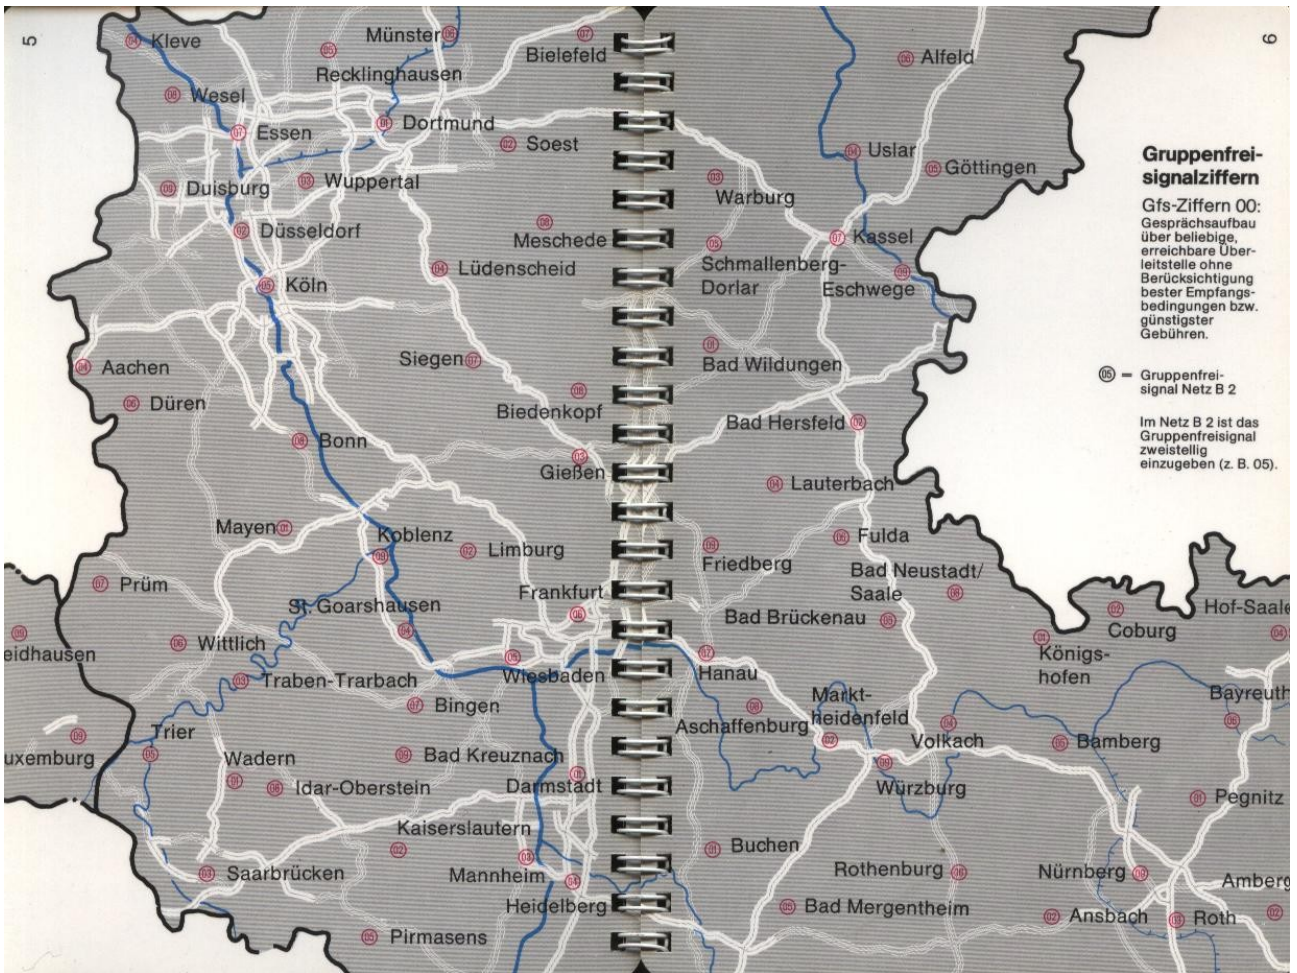 5
Kleve
Münster
Recklinghausen
Bielefeld
Wesel
Essen
Dortmund
Soest
Duisburg
Wuppertal
Düsseldorf
Meschede
Lüdenscheid
Köln
Siegen
Aachen
Düren
Biedenkopf
Bonn
Gießen
Mayen
Koblenz
Limburg
Prüm
Frankfurt
St. Goarshausen
Wittlich
eidhausen
Wiesbaden
Traben-Trarbach
Bingen
Trier
uxemburg
Wadern
Bad Kreuznach
Idar-Oberstein
Darmstadt
Kaiserslautern
Saarbrücken
Mannheim
Heidelberg
Pirmasens
6
Alfeld
Uslar
Göttingen
Warburg
Kassel
Schmallenberg-
Dorlar
Eschwege
Bad Wildungen
Bad Hersfeld
Lauterbach
Fulda
Friedberg
Bad Neustadt/
Saale
Bad Brückenau
Coburg
Hof-Saale
Königs-
hofen
Hanau
Markt-
heidenfeld
Aschaffenburg
Volkach
Bamberg
Bayreuth
Würzburg
Pegnitz
Buchen
Rothenburg
Nürnberg
Amberg
Bad Mergentheim
Ansbach
Roth
Gruppenfrei-
signalziffern
Gfs-Ziffern 00:
Gesprächsaufbau
über beliebige,
erreichbare Über-
leitstelle ohne
Berücksichtigung
bester Empfangs-
bedingungen bzw.
günstigster
Gebühren.
05 = Gruppenfrei-
signal Netz B 2
Im Netz B 2 ist das
Gruppenfreisignal
zweistellig
einzugeben (z. B. 05).